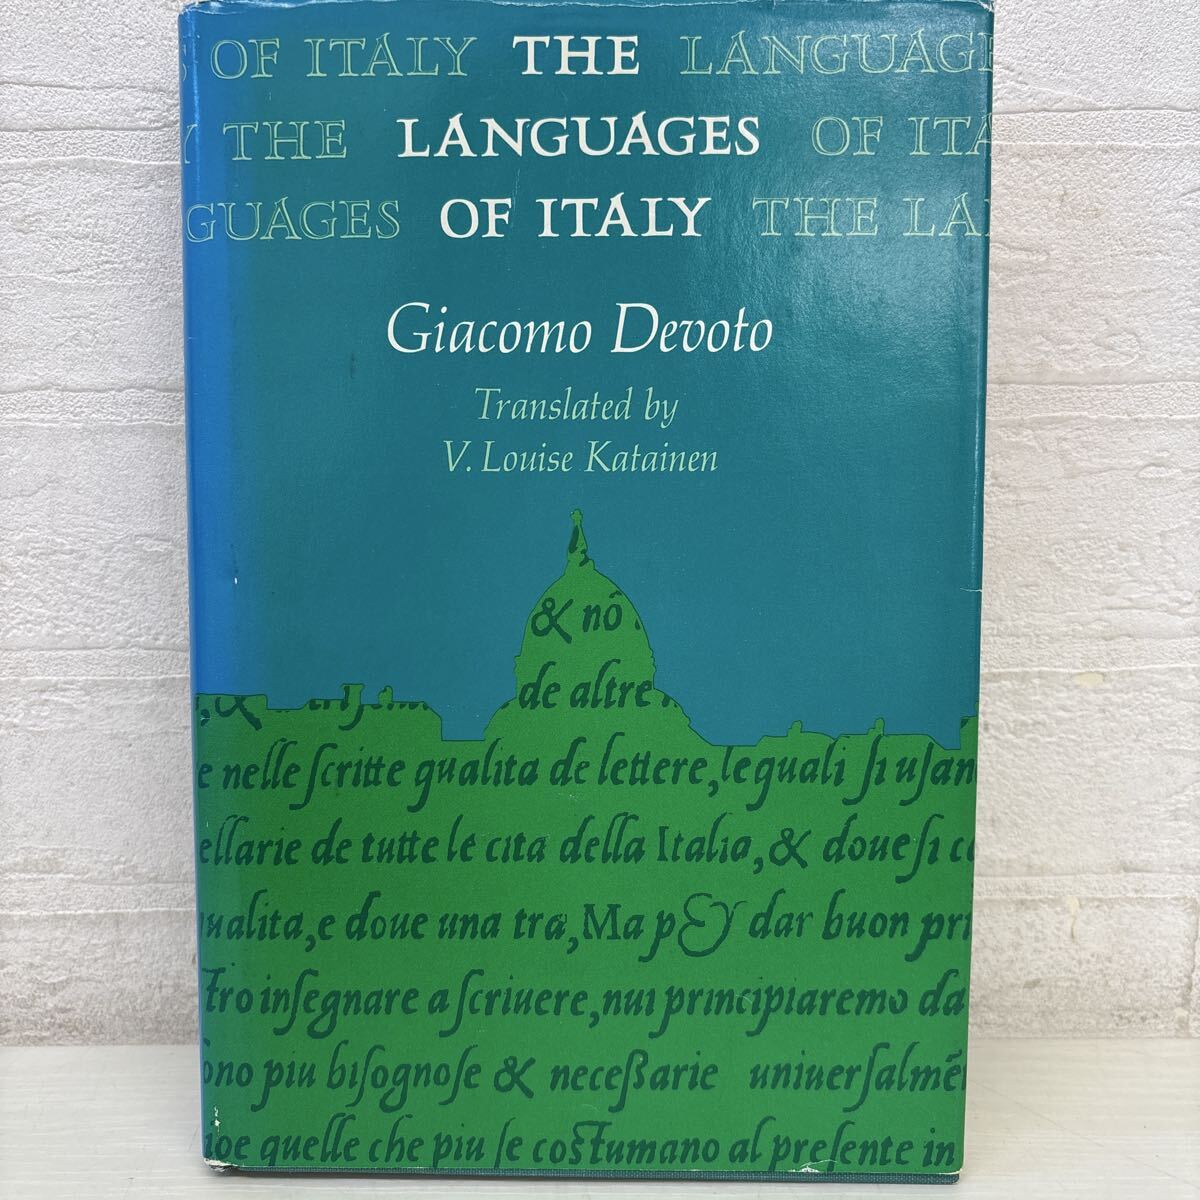 OF ITALY THE LANGUAG
THE LANGUAGES OF ITA
GUAGES OF ITALY THE LA
Giacomo Devoto
Translated by
V. Louise Katainen
& nô
de altre
e nelle ſcritte qualita de lettere, lequali ſi uſan
ellarie de tutte le cita della Italia, & doue ſi co
ualita, e doue una tra, Ma p dar buon pri
tro inſegnare a ſcriuere, nui principiaremo da
ono piu biſognoſe & neceßarie uniuerſalmē
oe quelle che piu ſe coſtumano al preſente in